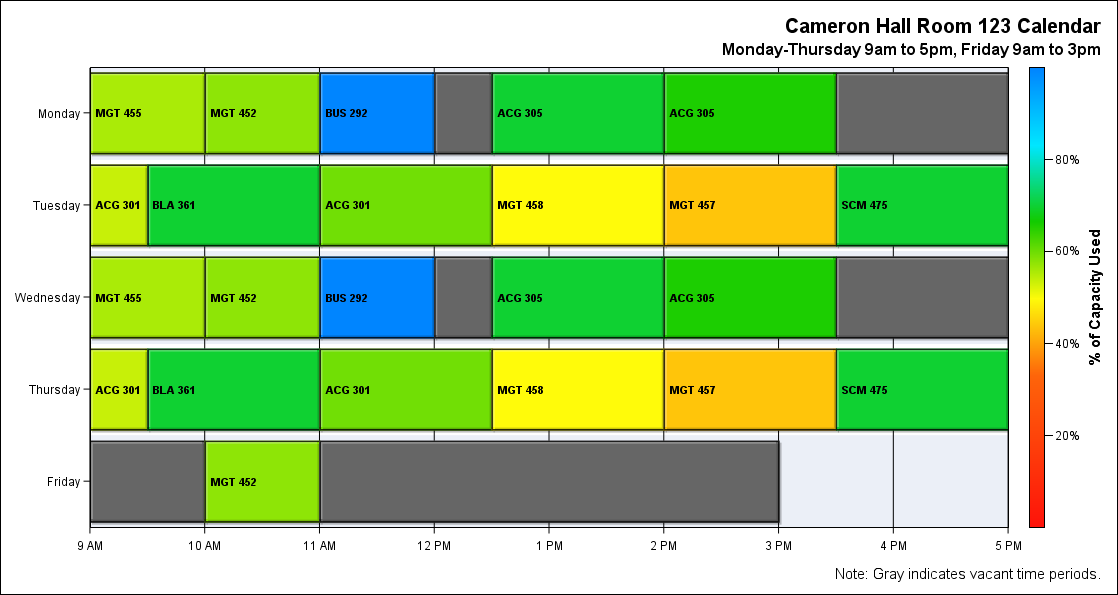 Cameron Hall Room 123 Calendar
Monday-Thursday 9am to 5pm, Friday 9am to 3pm
Monday
MGT 455
MGT 452
BUS 292
ACG 305
ACG 305
Tuesday
ACG 301
BLA 361
ACG 301
MGT 458
MGT 457
SCM 475
Wednesday
MGT 455
MGT 452
BUS 292
ACG 305
ACG 305
Thursday
ACG 301
BLA 361
ACG 301
MGT 458
MGT 457
SCM 475
Friday
MGT 452
9 AM
10 AM
11 AM
12 PM
1 PM
2 PM
3 PM
4 PM
5 PM
80%
60%
40%
20%
% of Capacity Used
Note: Gray indicates vacant time periods.